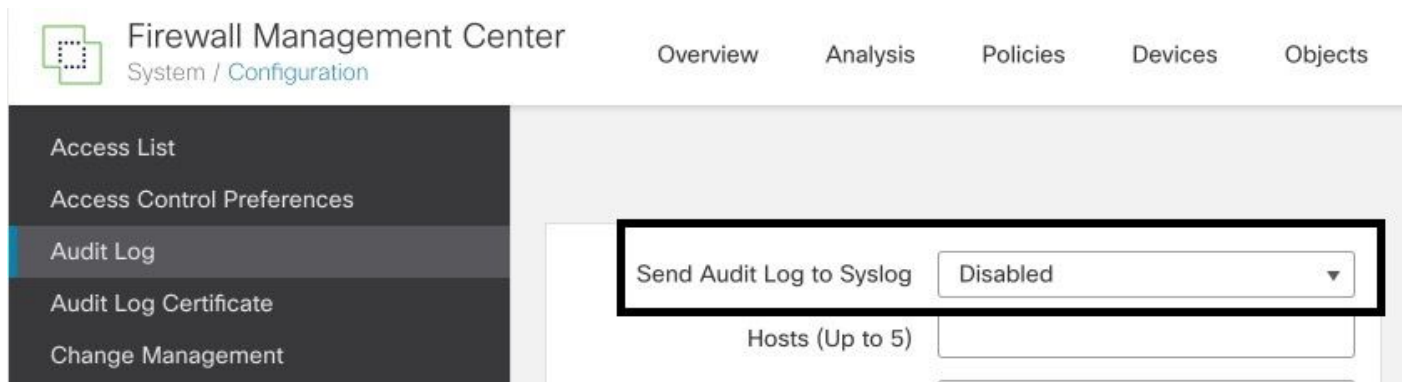 Firewall Management Center
System / Configuration
Overview Analysis Policies Devices Objects
Access List
Access Control Preferences
Audit Log
Audit Log Certificate
Change Management
Send Audit Log to Syslog Disabled
Hosts (Up to 5)